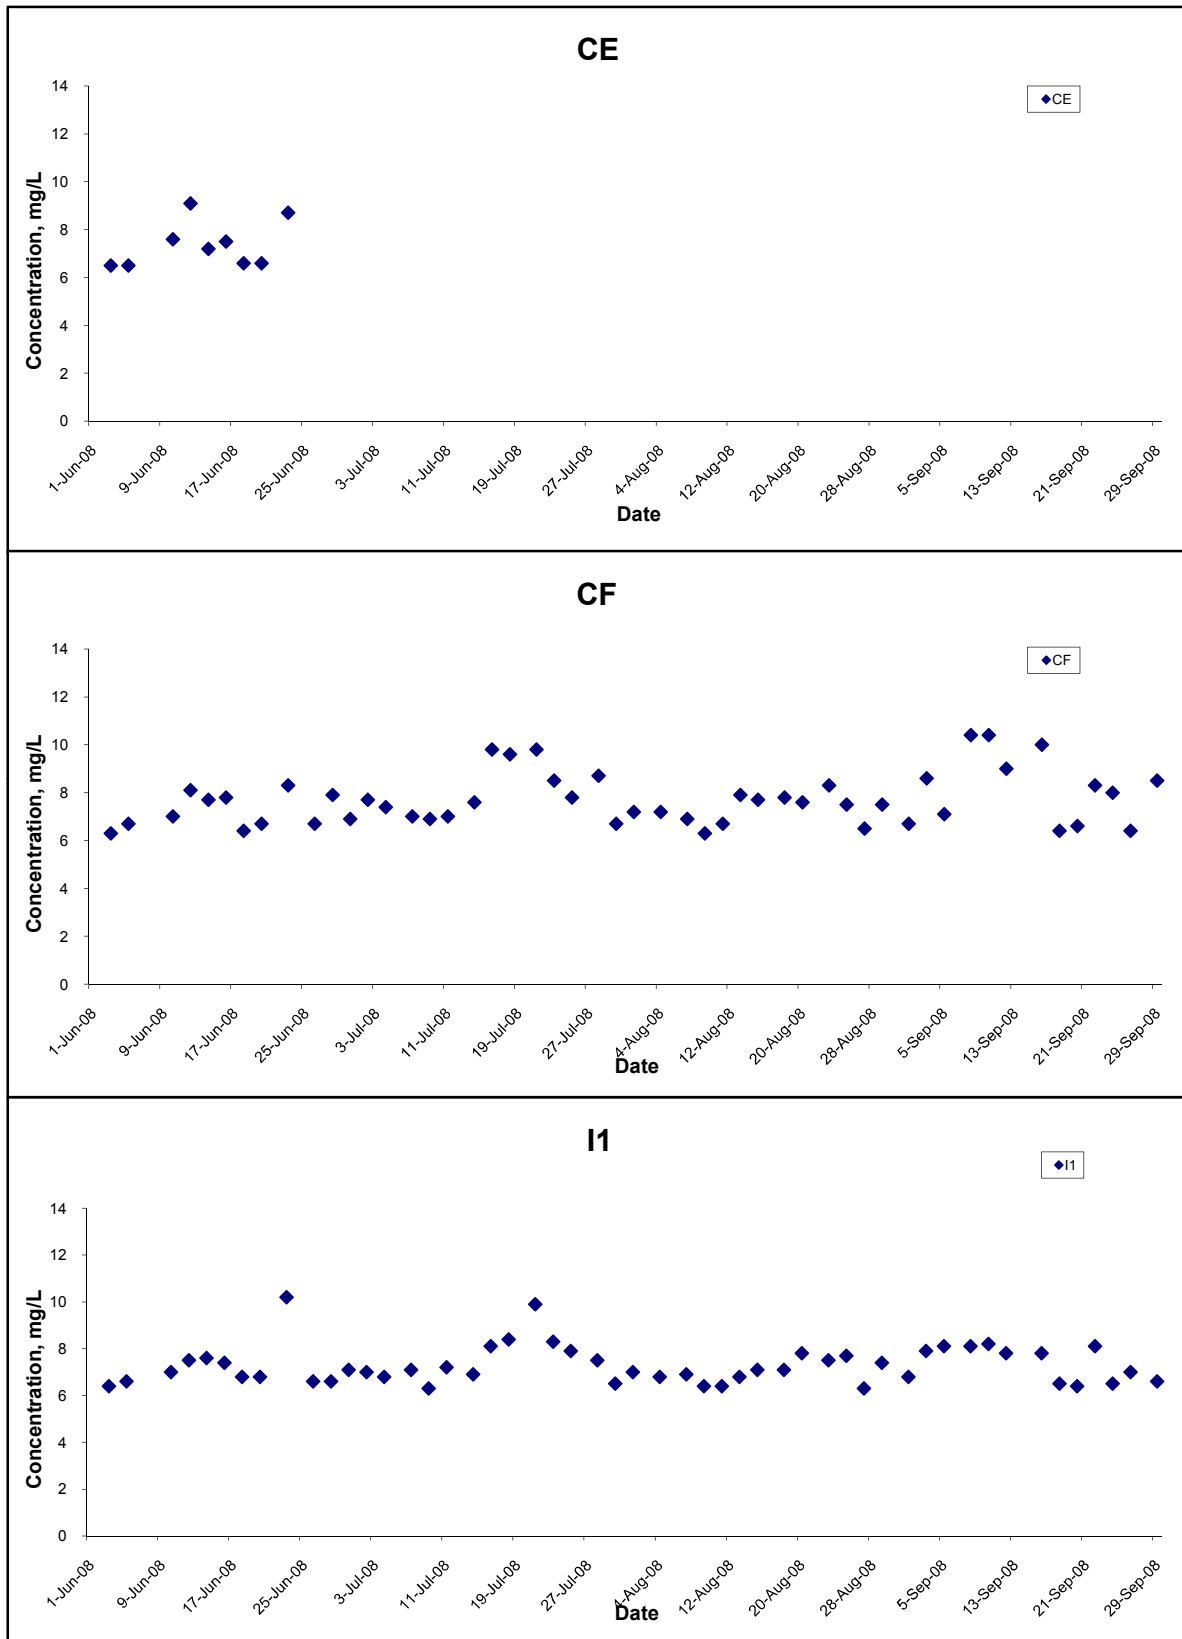 CE
CE
14
12
10
8
6
4
2
0
Concentration, mg/L
1-Jun-08 9-Jun-08 17-Jun-08 25-Jun-08 3-Jul-08 11-Jul-08 19-Jul-08 27-Jul-08 4-Aug-08 12-Aug-08 20-Aug-08 28-Aug-08 5-Sep-08 13-Sep-08 21-Sep-08 29-Sep-08
Date
CF
CF
14
12
10
8
6
4
2
0
Concentration, mg/L
1-Jun-08 9-Jun-08 17-Jun-08 25-Jun-08 3-Jul-08 11-Jul-08 19-Jul-08 27-Jul-08 4-Aug-08 12-Aug-08 20-Aug-08 28-Aug-08 5-Sep-08 13-Sep-08 21-Sep-08 29-Sep-08
Date
I1
I1
14
12
10
8
6
4
2
0
Concentration, mg/L
1-Jun-08 9-Jun-08 17-Jun-08 25-Jun-08 3-Jul-08 11-Jul-08 19-Jul-08 27-Jul-08 4-Aug-08 12-Aug-08 20-Aug-08 28-Aug-08 5-Sep-08 13-Sep-08 21-Sep-08 29-Sep-08
Date